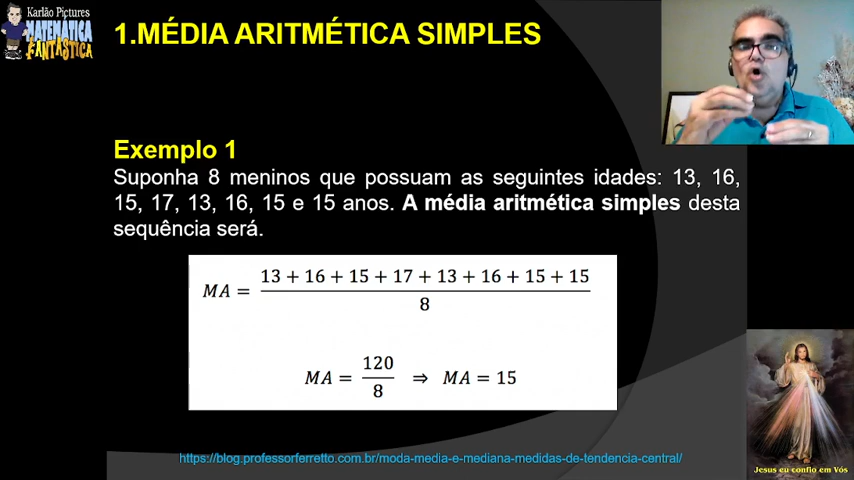 Karlão Pictures
MATEMÁTICA
FANTÁSTICA
1.MÉDIA ARITMÉTICA SIMPLES
Exemplo 1
Suponha 8 meninos que possuam as seguintes idades: 13, 16,
15, 17, 13, 16, 15 e 15 anos. A média aritmética simples desta
sequência será.
MA = 13 + 16 + 15 + 17 + 13 + 16 + 15 + 15 / 8
MA = 120 / 8 ⇒ MA = 15
https://blog.professorferretto.com.br/moda-media-e-mediana-medidas-de-tendencia-central/
Jesus eu confio em Vós